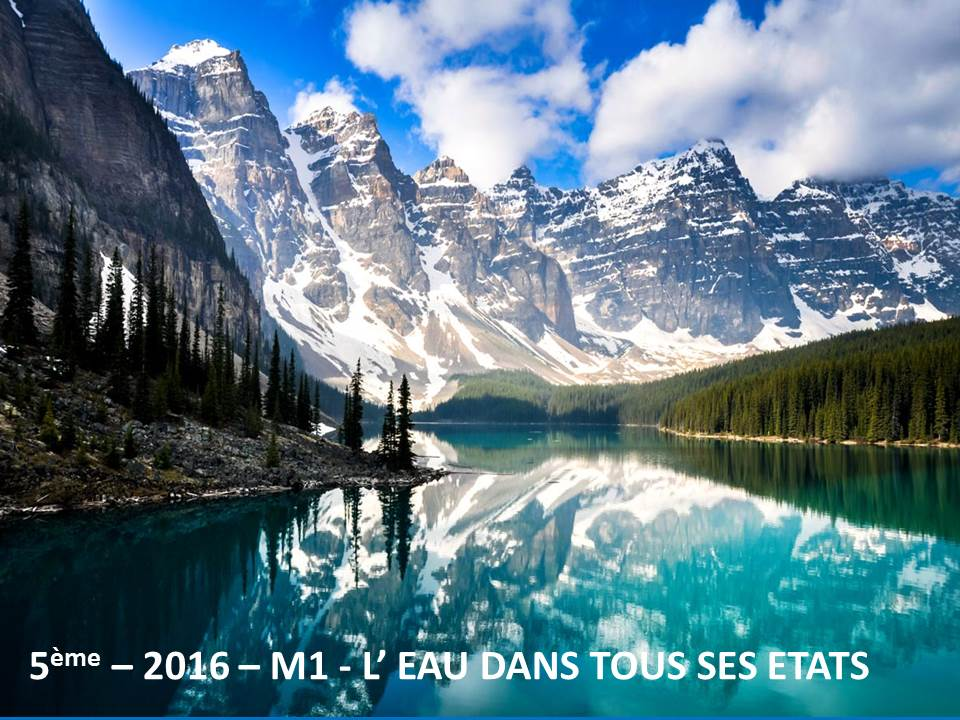 5ème – 2016 – M1 - L’ EAU DANS TOUS SES ETATS